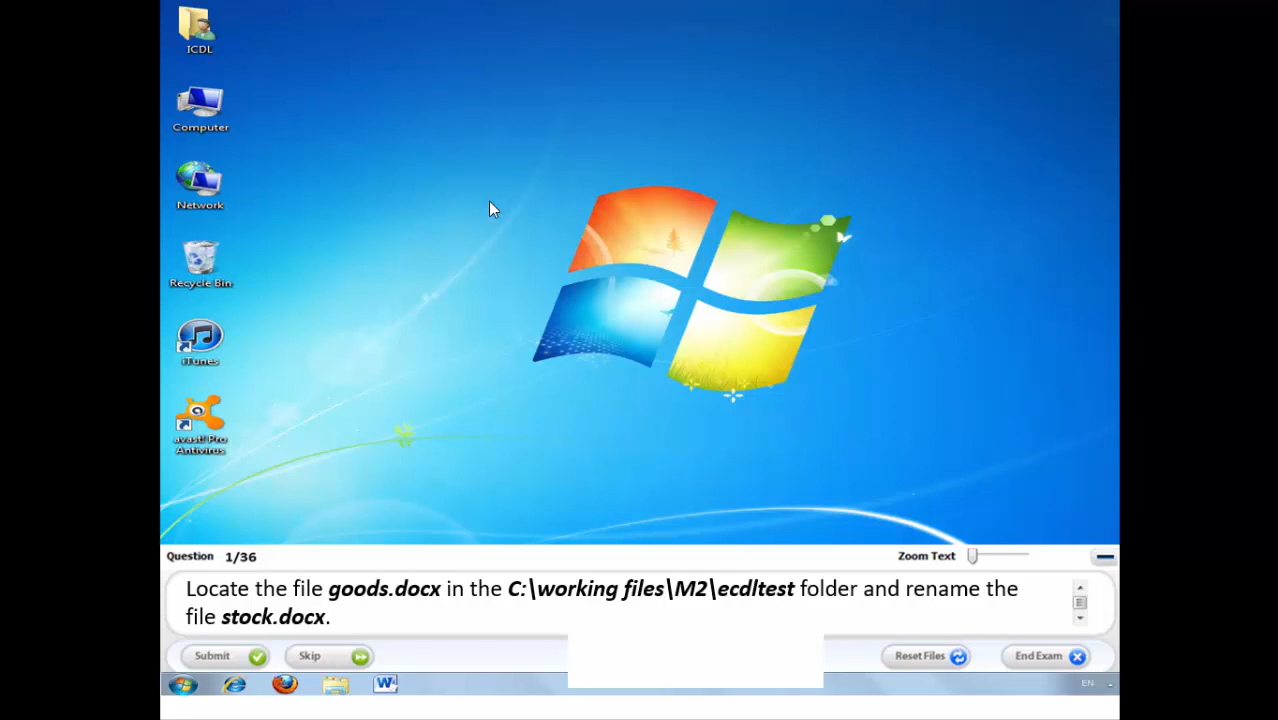 ICDL
Computer
Network
Recycle Bin
iTunes
avast! Pro
Antivirus
Question 1/36
Zoom Text
Locate the file goods.docx in the C:\working files\M2\ecdltest folder and rename the
file stock.docx.
Submit
Skip
Reset Files
End Exam
EN